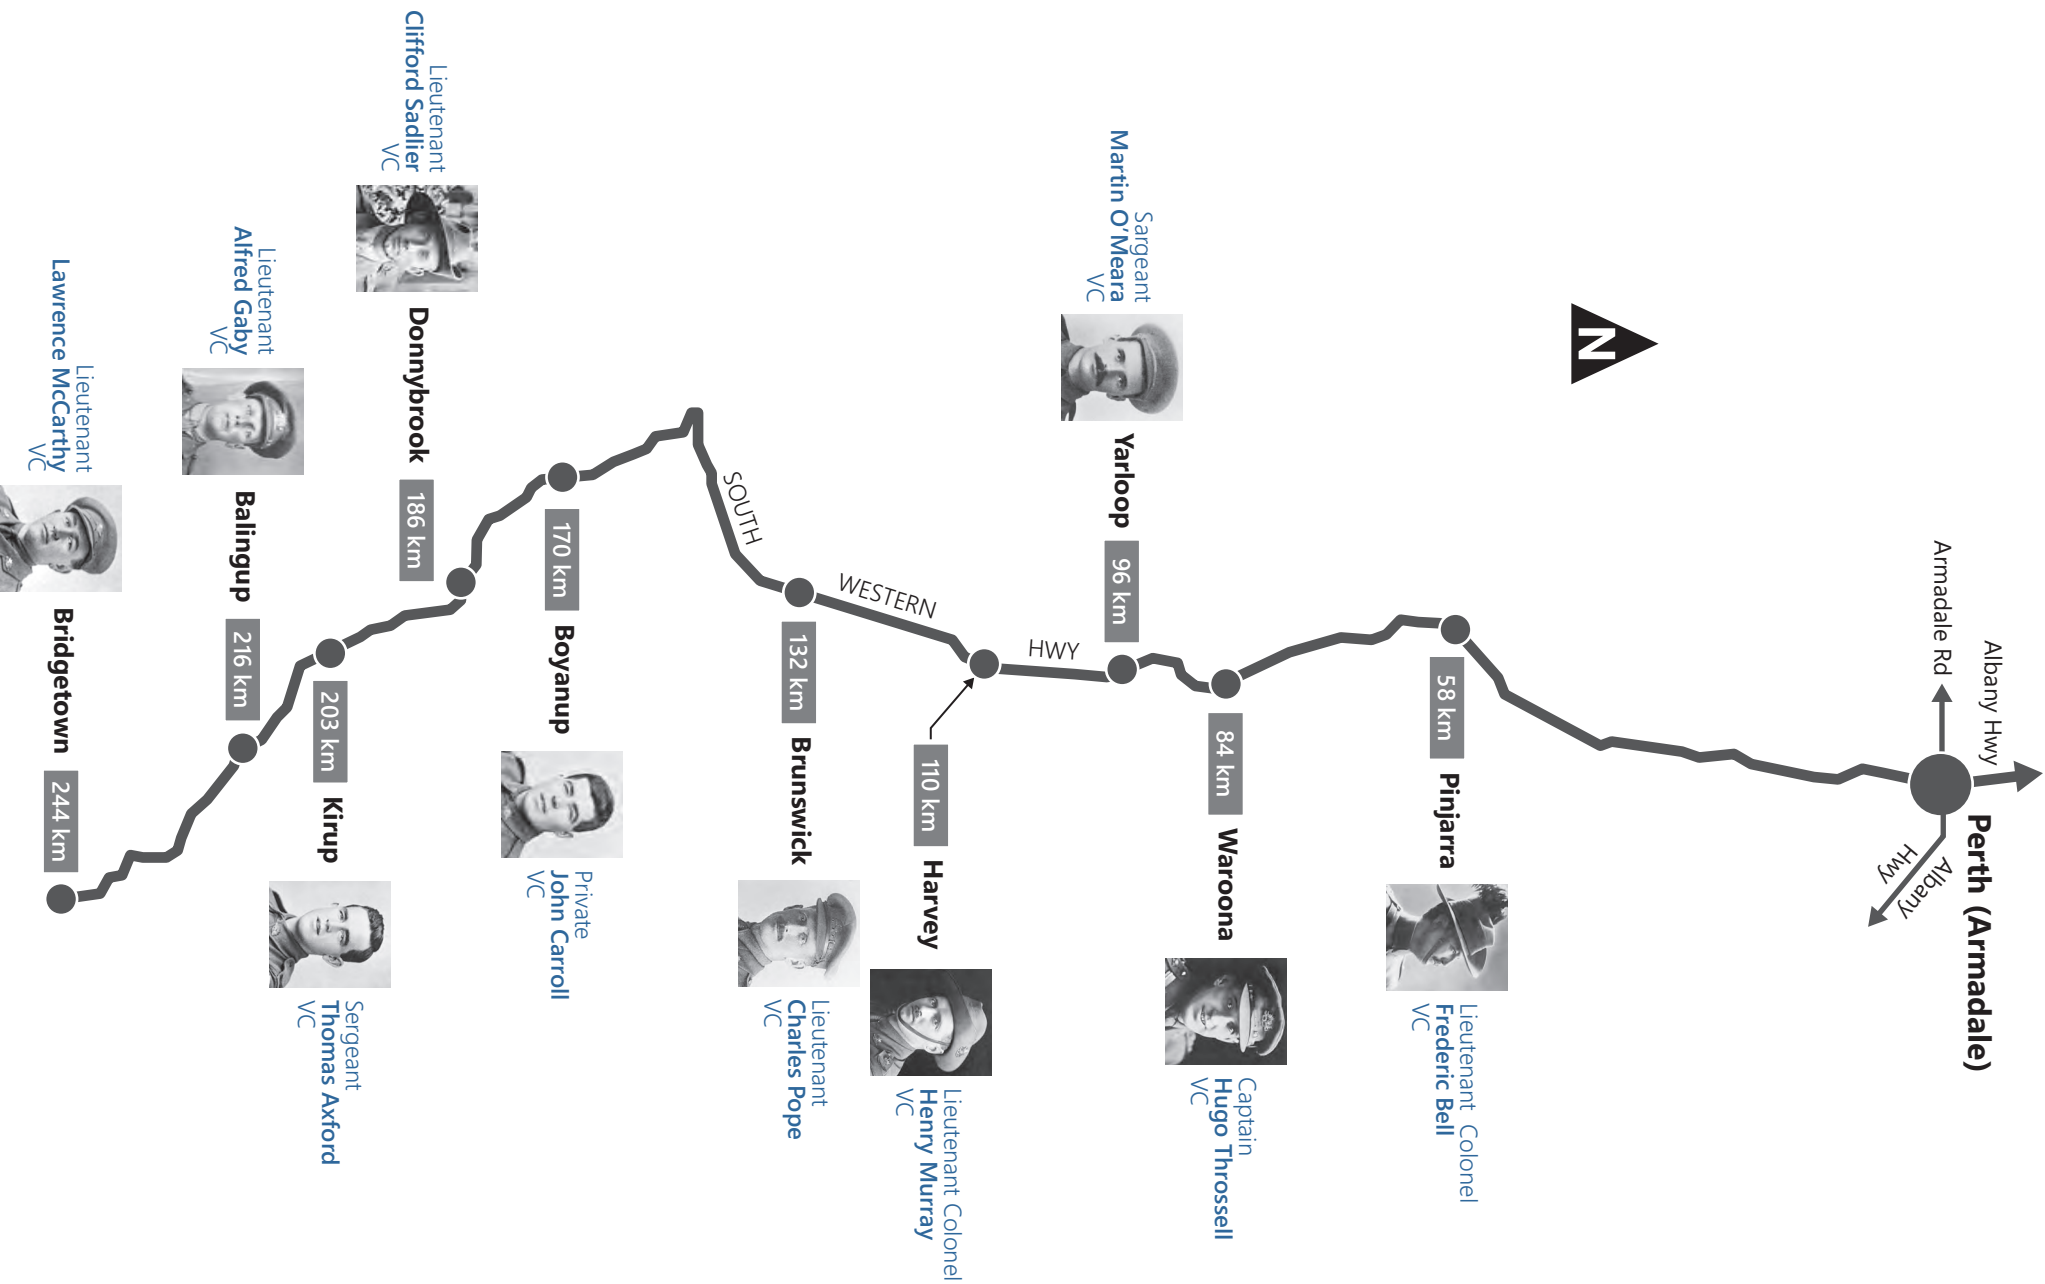 Albany Hwy
Armadale Rd
Perth (Armadale)
Albany
Hwy
N
58 km
Pinjarra
Lieutenant Colonel
Frederic Bell
VC
84 km
Waroona
Captain
Hugo Throssell
VC
Sargeant
Martin O’Meara
VC
Yarloop
96 km
HWY
110 km
Harvey
Lieutenant Colonel
Henry Murray
VC
WESTERN
132 km
Brunswick
Lieutenant
Charles Pope
VC
SOUTH
170 km
Boyanup
Private
John Carroll
VC
Lieutenant
Clifford Sadlier
VC
Donnybrook
186 km
203 km
Kirup
Sergeant
Thomas Axford
VC
Lieutenant
Alfred Gaby
VC
Balingup
216 km
Lieutenant
Lawrence McCarthy
VC
Bridgetown
244 km